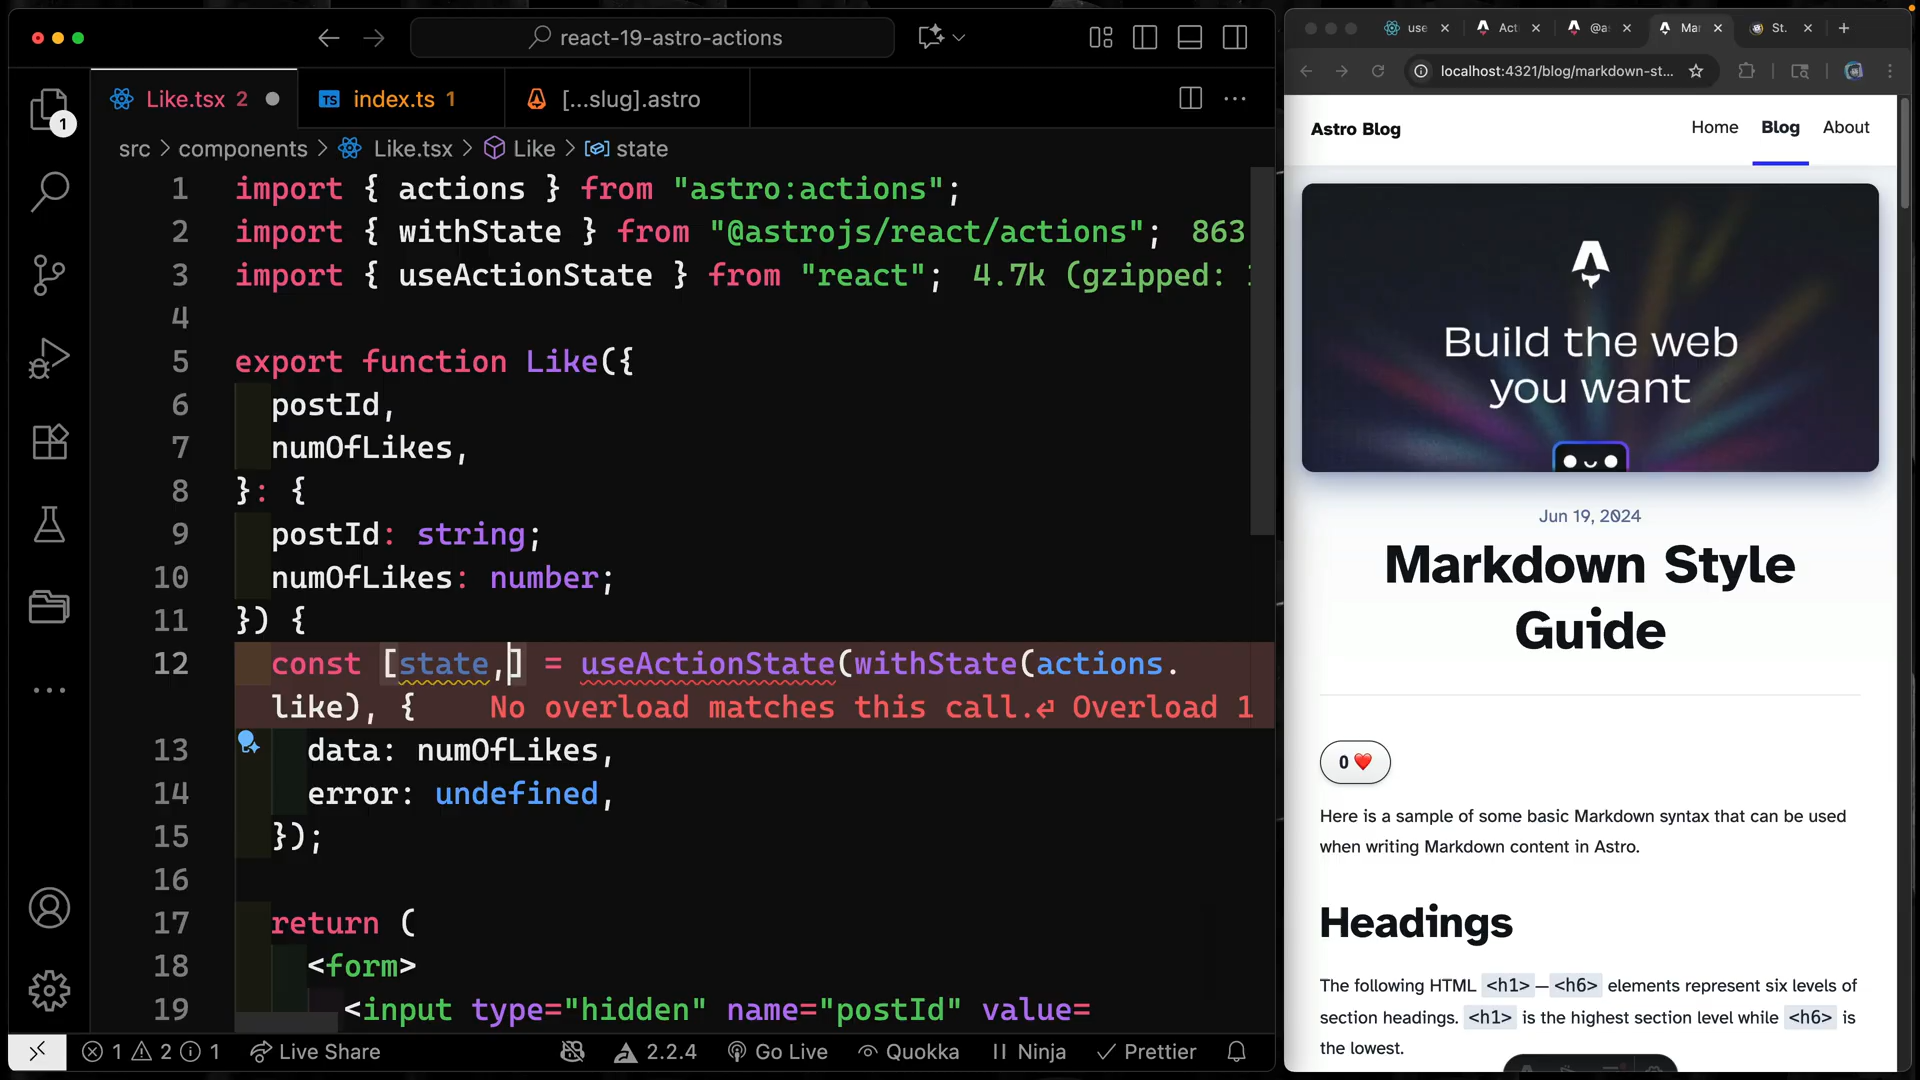 react-19-astro-actions
Like.tsx 2
index.ts 1
[...slug].astro
src > components > Like.tsx > Like > state
1
1 import { actions } from "astro:actions";
2 import { withState } from "@astrojs/react/actions"; 863
3 import { useActionState } from "react"; 4.7k (gzipped:
4
5 export function Like({
6 postId,
7 numOfLikes,
8 }: {
9 postId: string;
10 numOfLikes: number;
11 }) {
12 const [state,] = useActionState(withState(actions.
like), { No overload matches this call.↵ Overload 1
13 data: numOfLikes,
14 error: undefined,
15 });
16
17 return (
18 <form>
19 <input type="hidden" name="postId" value=
1 2 1 Live Share 2.2.4 Go Live Quokka Ninja Prettier
use
Act
@a
Mar
St.
localhost:4321/blog/markdown-st...
Astro Blog
Home Blog About
Build the web
you want
Jun 19, 2024
Markdown Style
Guide
0 ❤️
Here is a sample of some basic Markdown syntax that can be used
when writing Markdown content in Astro.
Headings
The following HTML <h1>—<h6> elements represent six levels of
section headings. <h1> is the highest section level while <h6> is
the lowest.